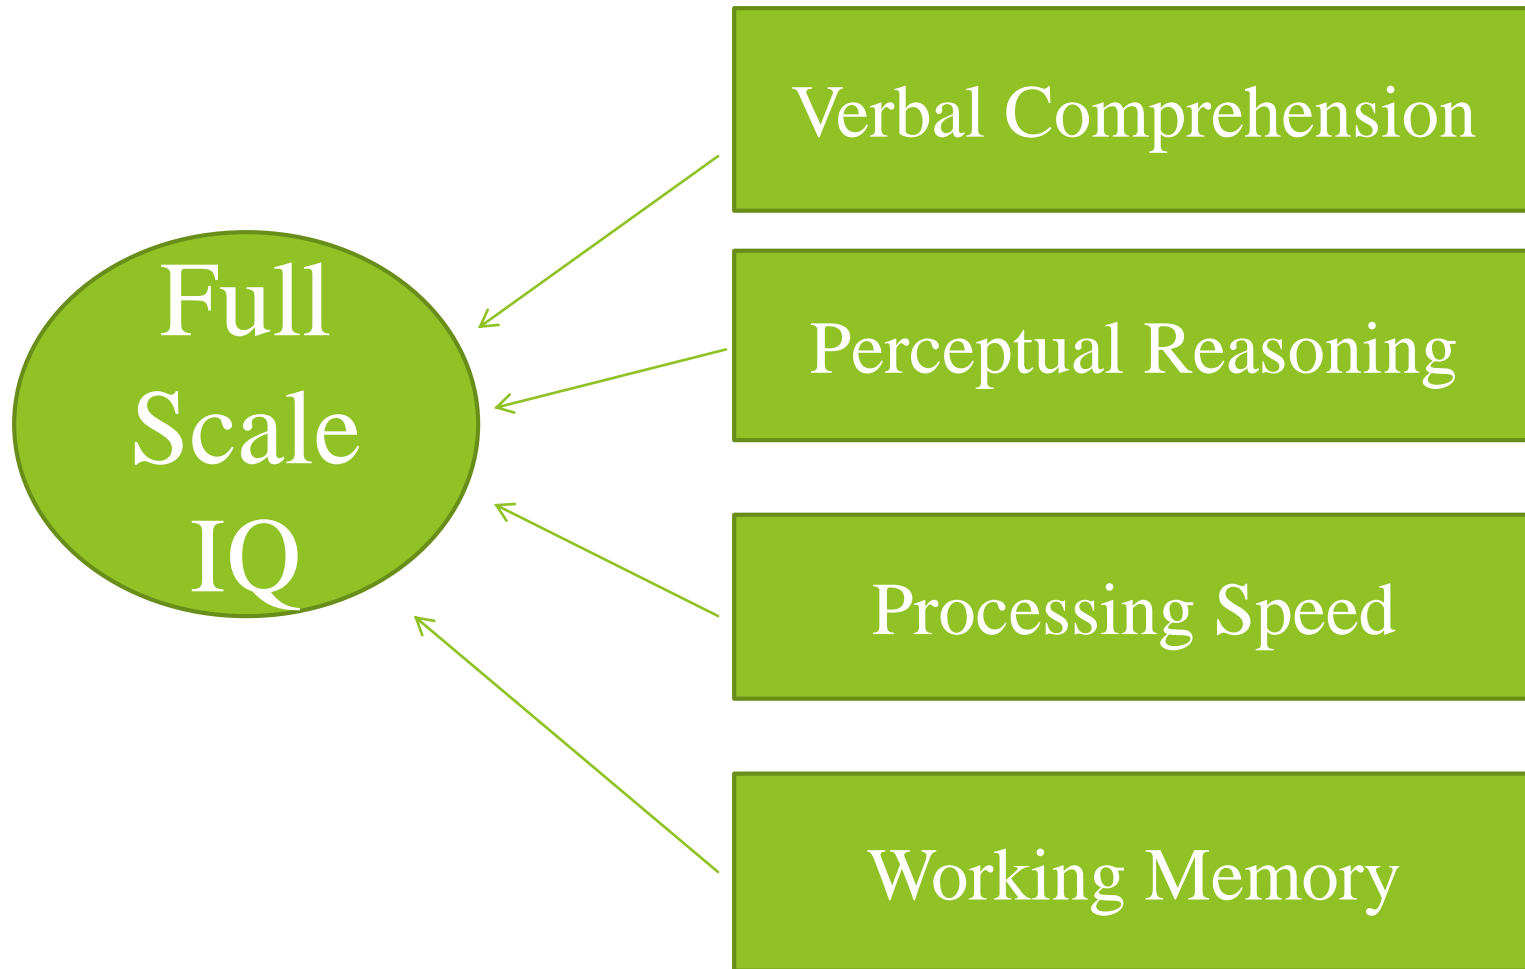 Full
Scale
IQ
Verbal Comprehension
Perceptual Reasoning
Processing Speed
Working Memory